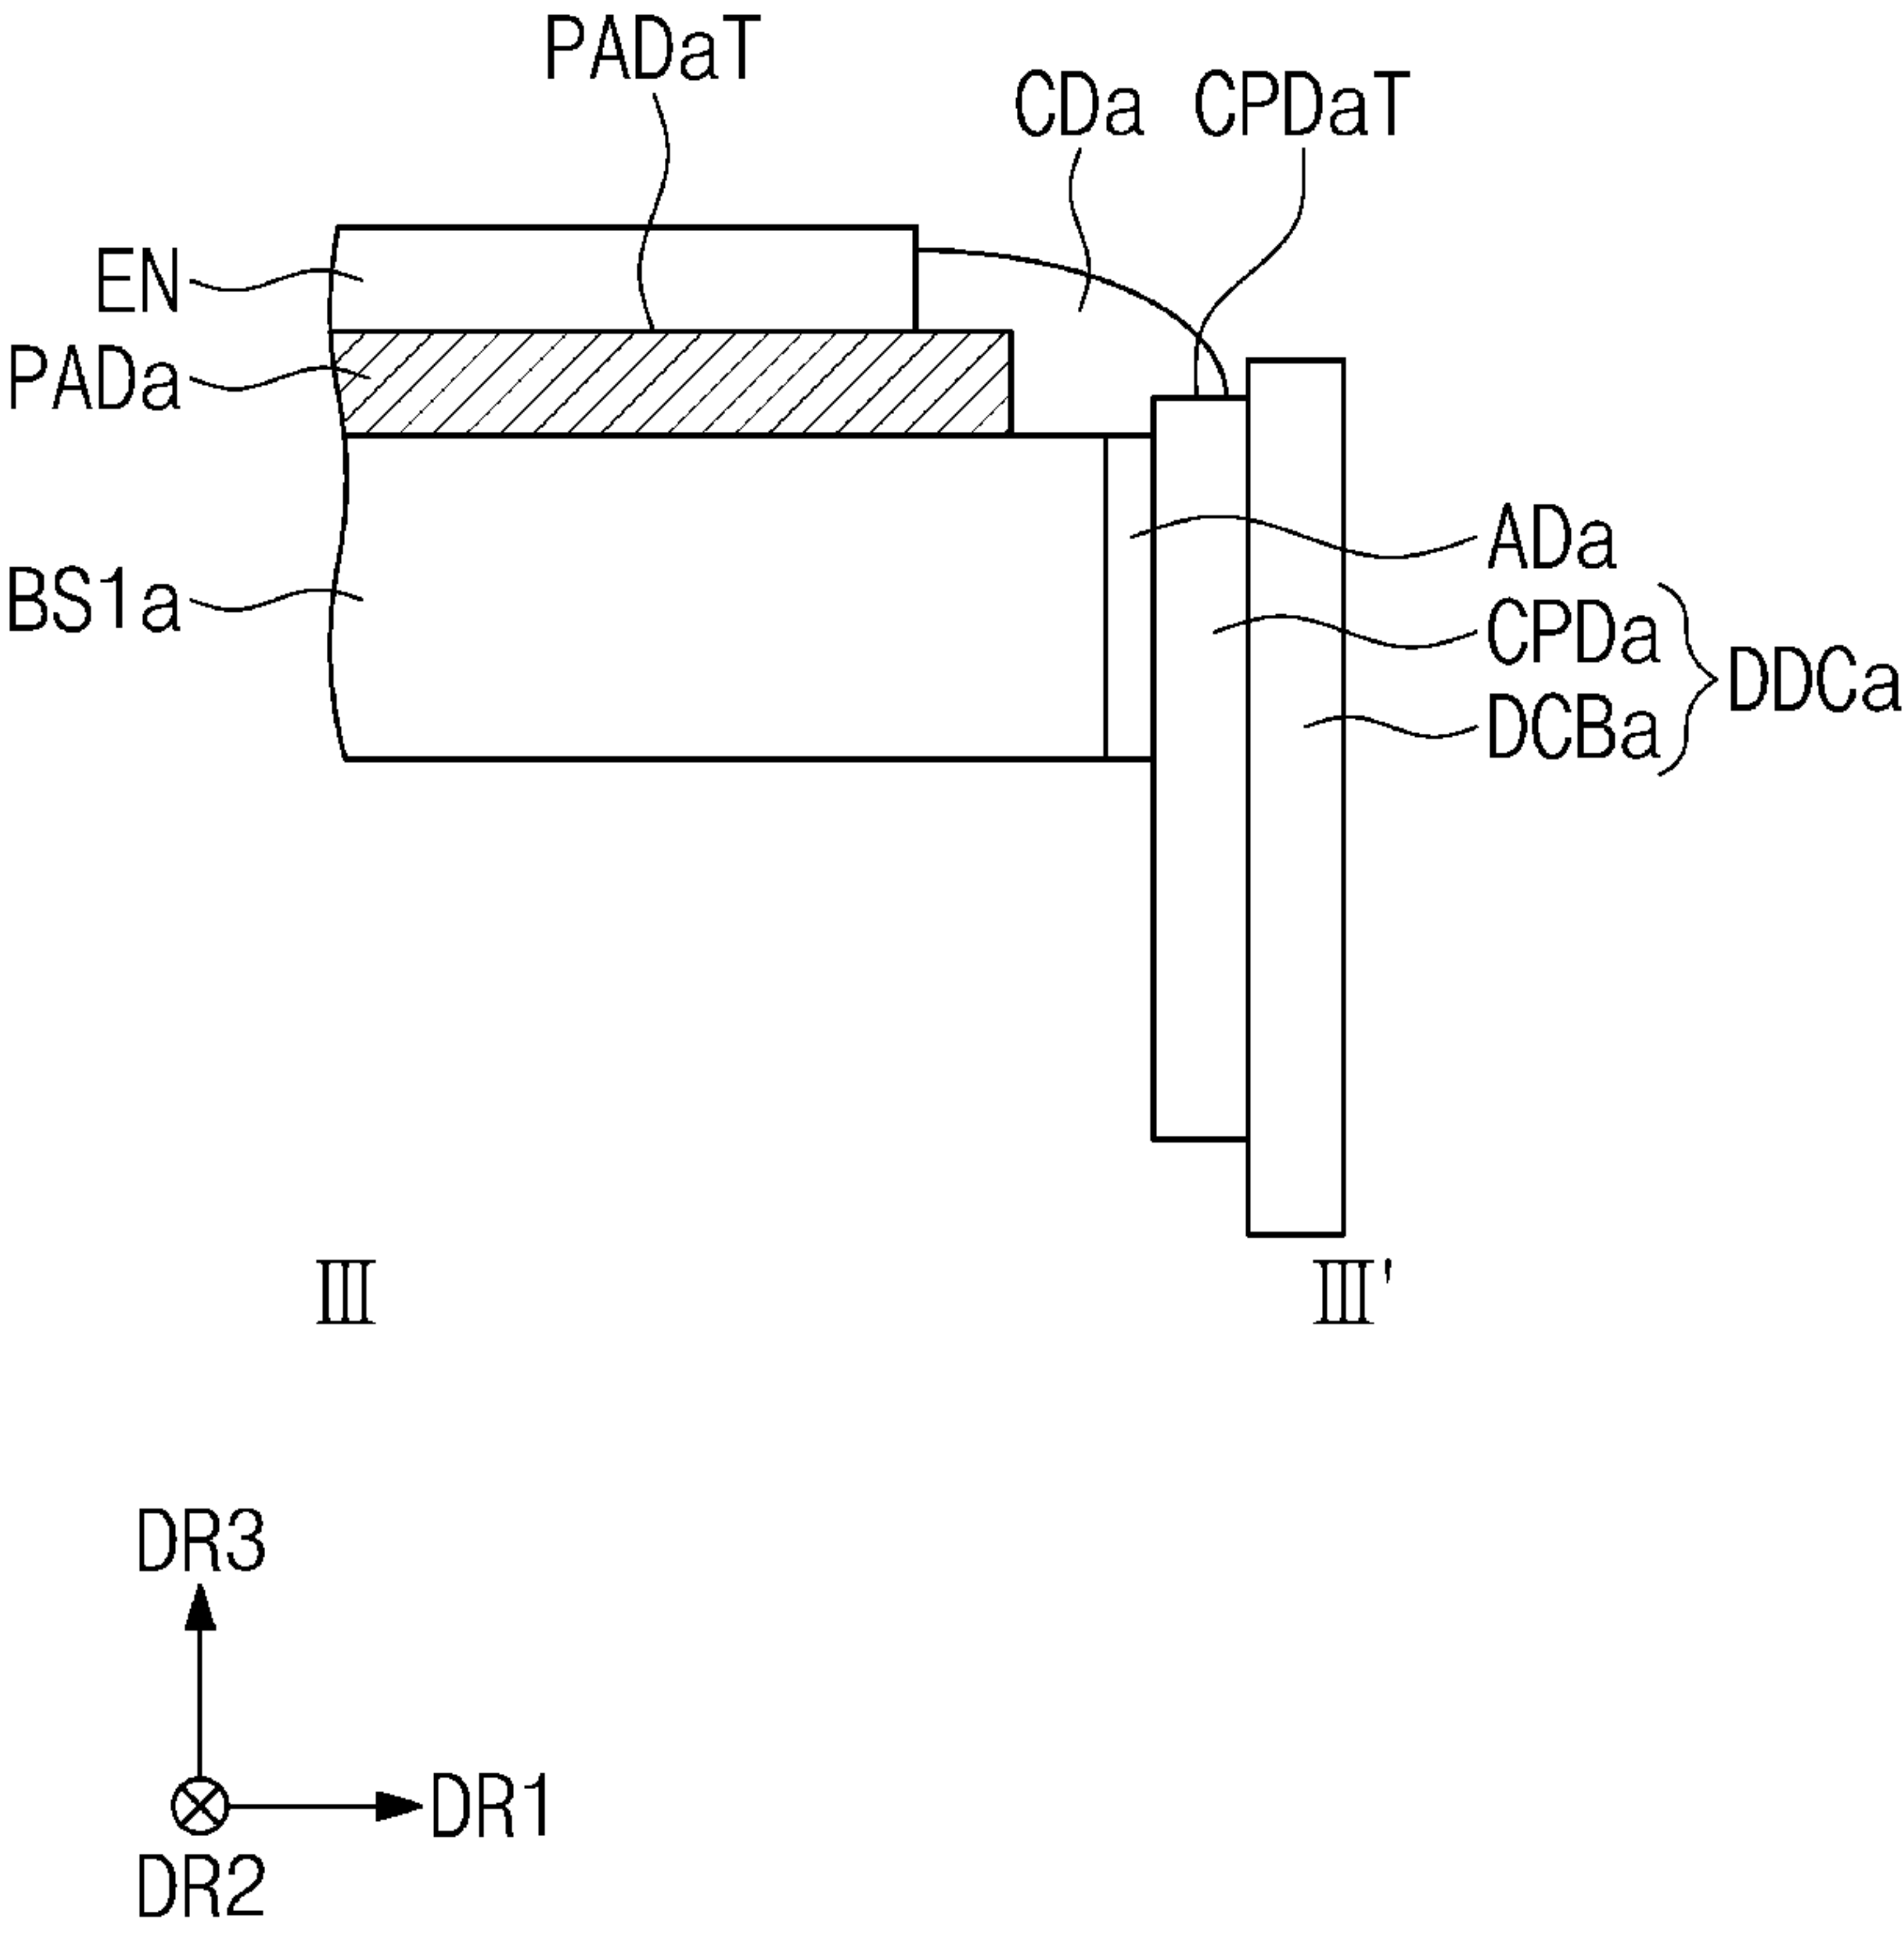 PADaT
CDa CPDaT
EN
PADa
BS1a
ADa
CPDa
DCBa
DDCa
III
III'
DR3
DR1
DR2